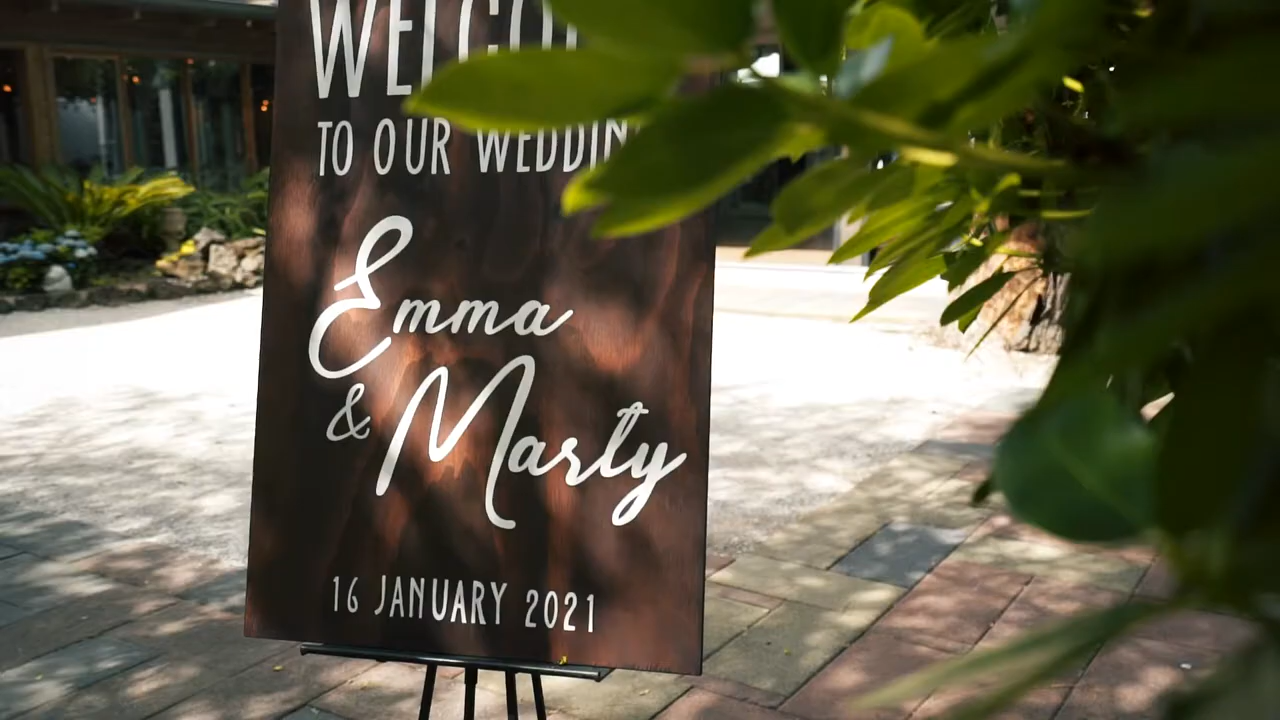 WELCO
TO OUR WEDDIN
Emma
& Marty
16 JANUARY 2021